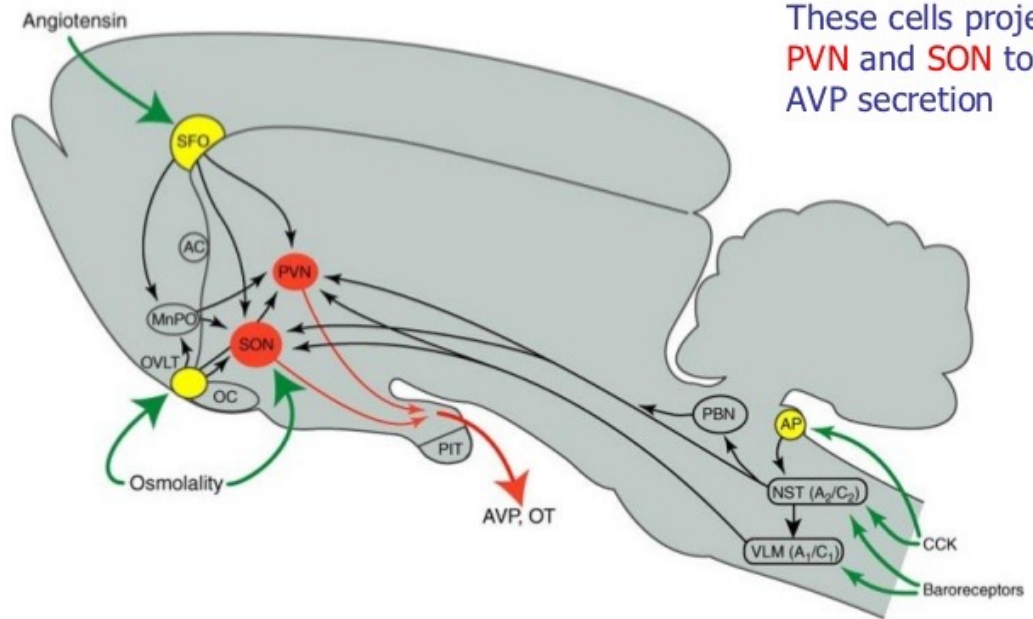 Angiotensin
These cells proje
PVN and SON to
AVP secretion
SFO
AC
PVN
MnPO
SON
OVLT
OC
PIT
Osmolality
AVP, OT
PBN
AP
NST (A₂/C₂)
VLM (A₁/C₁)
CCK
Baroreceptors